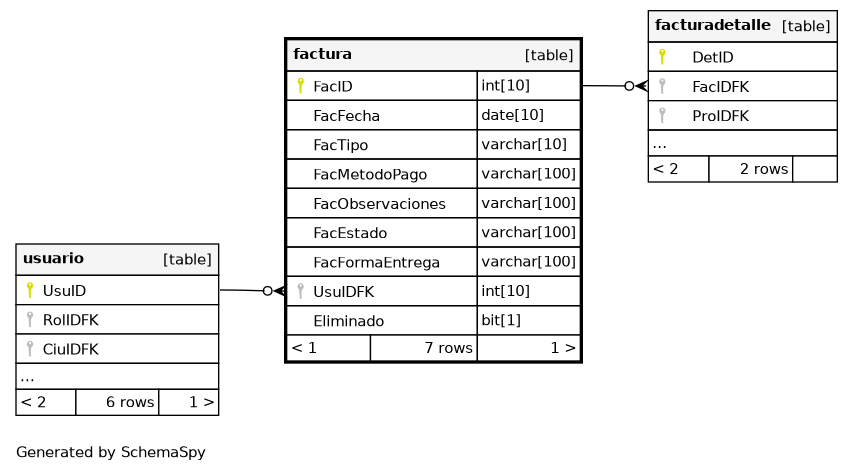 facturadetalle [table]
DetID
FacIDFK
ProIDFK
...
< 2 2 rows
factura [table]
FacID int[10]
FacFecha date[10]
FacTipo varchar[10]
FacMetodoPago varchar[100]
FacObservaciones varchar[100]
FacEstado varchar[100]
FacFormaEntrega varchar[100]
UsuIDFK int[10]
Eliminado bit[1]
< 1 7 rows 1 >
usuario [table]
UsuID
RolIDFK
CiuIDFK
...
< 2 6 rows 1 >
Generated by SchemaSpy